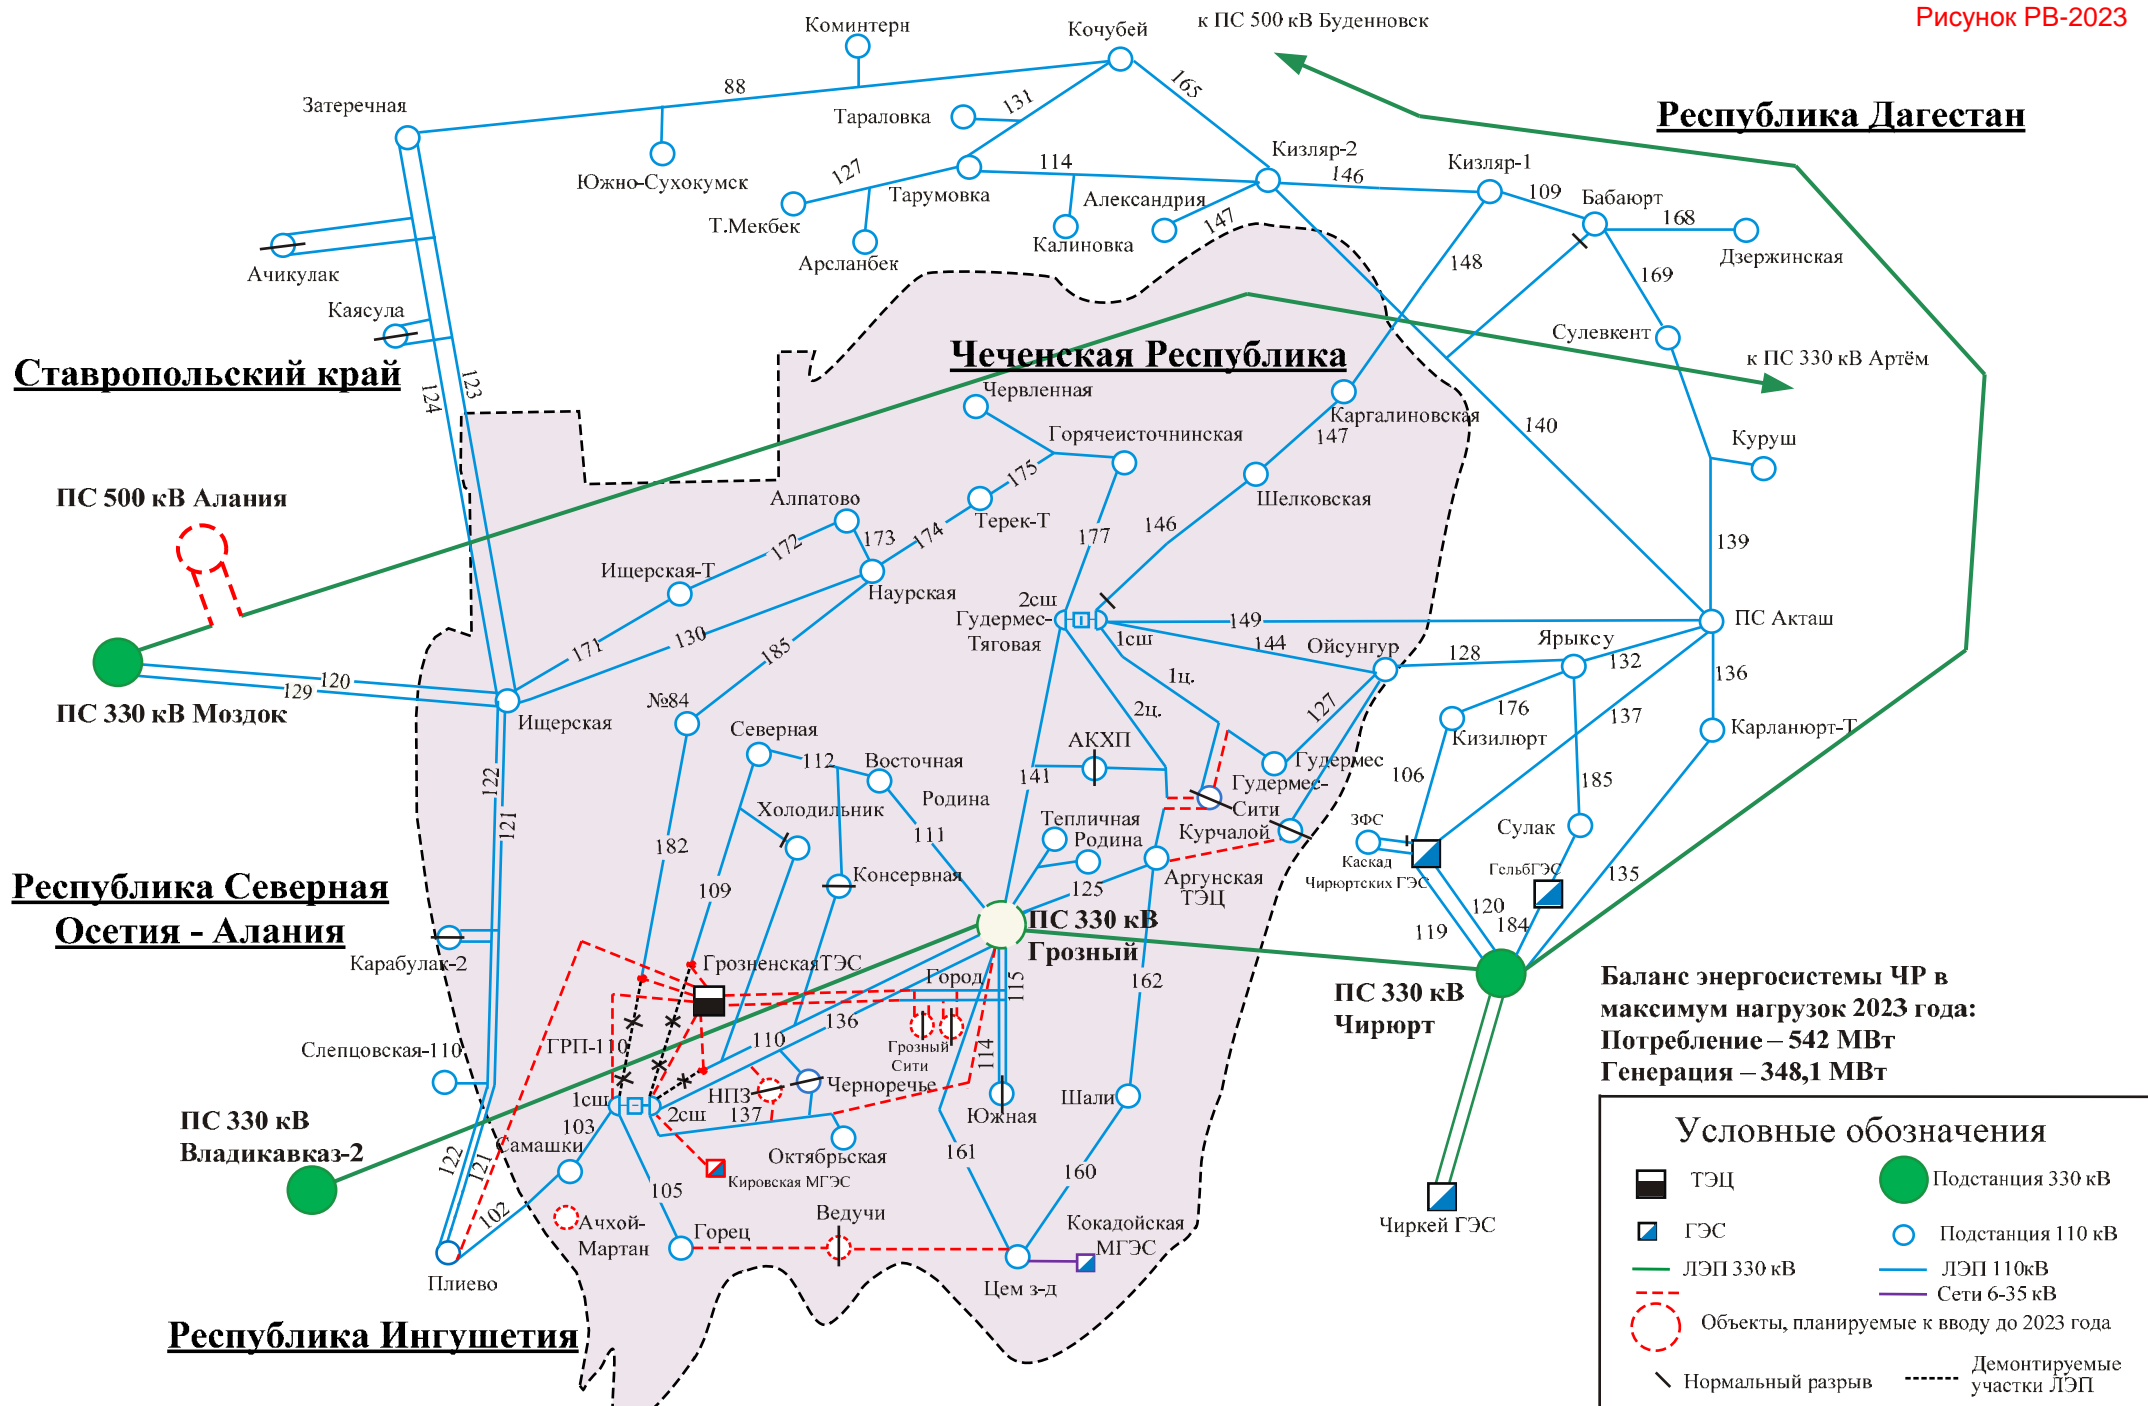 Рисунок РВ-2023
к ПС 500 кВ Буденновск
Коминтерн
Кочубей
88
165
131
Затеречная
Тараловка
Республика Дагестан
Южно-Сухокумск
127
Тарумовка
114
Кизляр-2
146
Кизляр-1
109
Бабаюрт
168
Т.Мекбек
Арсланбек
Александрия
147
Калиновка
Дзержинская
148
169
Ачикулак
Каясула
Сулевкент
к ПС 330 кВ Артём
Ставропольский край
Чеченская Республика
124
123
Червленная
Каргалиновская
147
140
Куруш
Горячеисточнинская
175
Шелковская
ПС 500 кВ Алания
Алпатово
Терек-Т
146
172
173
174
177
139
Ищерская-Т
Наурская
2сш
Гудермес-
Тяговая
1сш
149
144
Ойсунгур
128
Ярыксу
132
ПС Акташ
171
130
185
136
120
129
ПС 330 кВ Моздок
Ищерская
№84
1ц.
2ц.
127
176
137
Кизилюрт
Карланюрт-Т
Северная
112
Восточная
АКХП
Гудермес
122
121
141
106
185
Холодильник
Родина
Гудермес-
Сити
Тепличная
Родина
Курчалой
ЗФС
Сулак
182
111
Каскад
Чирюртских ГЭС
ГельбГЭС
135
109
Консервная
125
Аргунская
ТЭЦ
Республика Северная
Осетия - Алания
120
184
119
ПС 330 кВ
Грозный
Карабулак-2
ГрозненскаяТЭС
Город
115
162
ПС 330 кВ
Чирюрт
Баланс энергосистемы ЧР в
максимум нагрузок 2023 года:
Потребление – 542 МВт
Генерация – 348,1 МВт
136
110
Грозный
Сити
114
Слепцовская-110
ГРП-110
НПЗ
Черноречье
Южная
Шали
1сш
2сш
137
103
ПС 330 кВ
Владикавказ-2
Самашки
Октябрьская
161
160
Кировская МГЭС
122
121
102
105
Ачхой-
Мартан
Горец
Ведучи
Кокадойская
МГЭС
Чиркей ГЭС
Плиево
Цем з-д
Республика Ингушетия
Условные обозначения
ТЭЦ
Подстанция 330 кВ
ГЭС
Подстанция 110 кВ
ЛЭП 330 кВ
ЛЭП 110кВ
Сети 6-35 кВ
Объекты, планируемые к вводу до 2023 года
Нормальный разрыв
Демонтируемые
участки ЛЭП